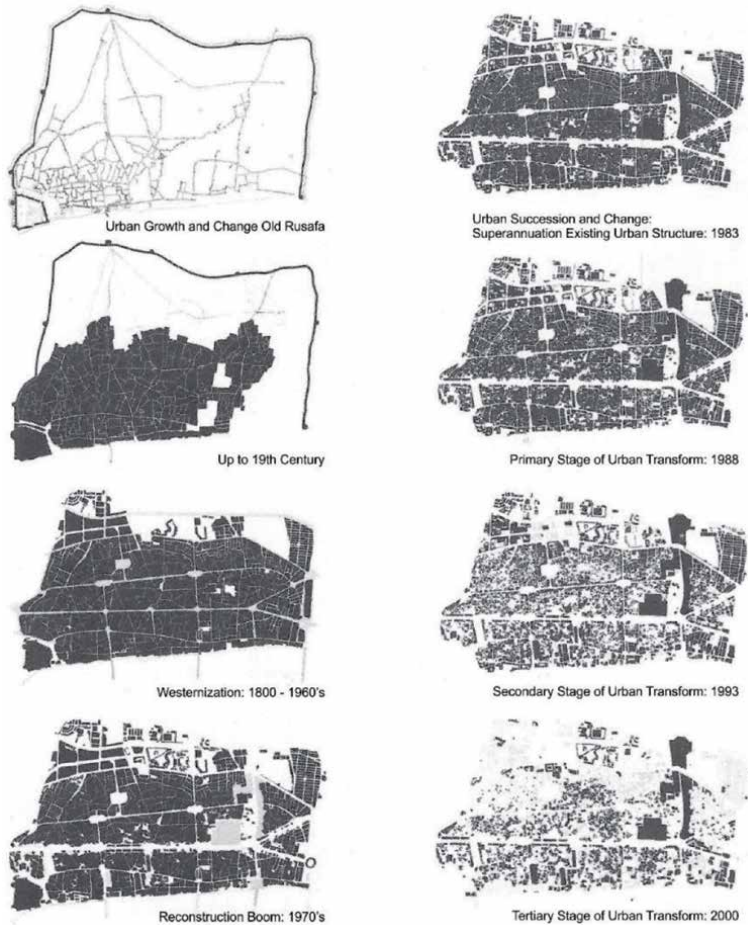 Urban Growth and Change Old Rusafa
Up to 19th Century
Westernization: 1800 - 1960's
Reconstruction Boom: 1970's
Urban Succession and Change:
Superannuation Existing Urban Structure: 1983
Primary Stage of Urban Transform: 1988
Secondary Stage of Urban Transform: 1993
Tertiary Stage of Urban Transform: 2000